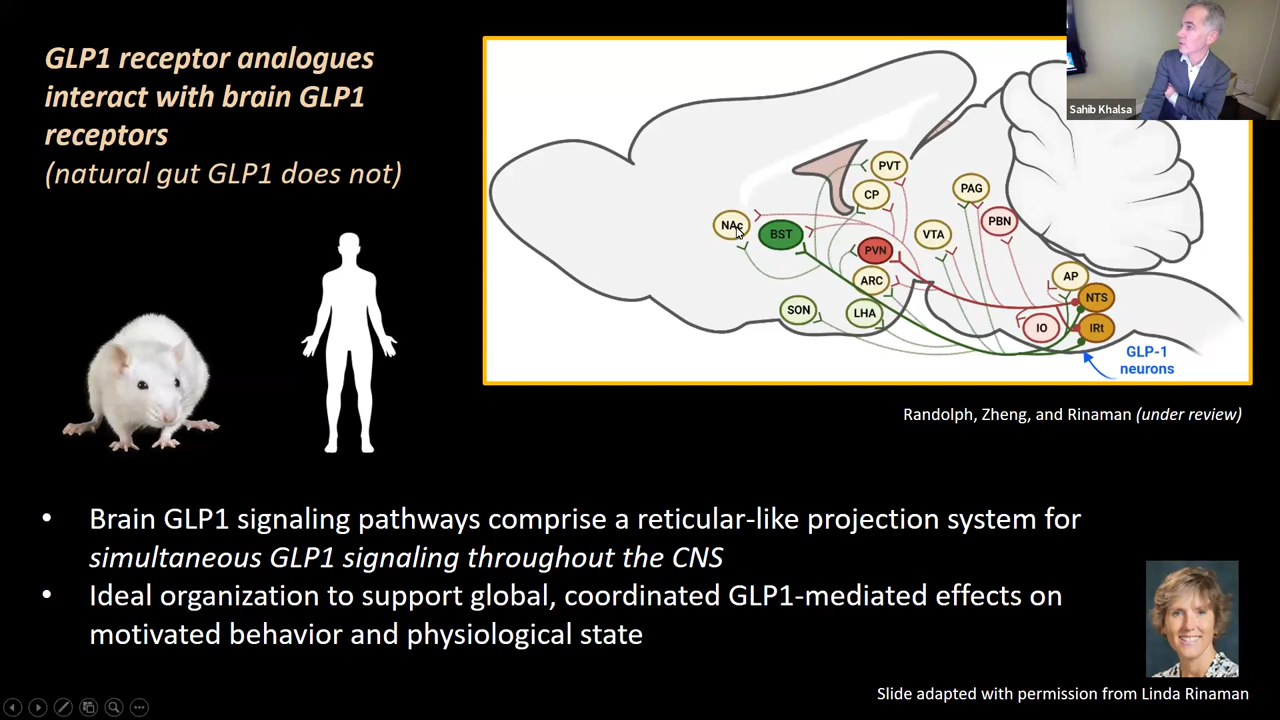 GLP1 receptor analogues
interact with brain GLP1
receptors
(natural gut GLP1 does not)
Sahib Khalsa
PVT
CP
PAG
NAc
BST
PVN
VTA
PBN
ARC
AP
NTS
SON
LHA
IO
IRt
GLP-1
neurons
Randolph, Zheng, and Rinaman (under review)
• Brain GLP1 signaling pathways comprise a reticular-like projection system for
simultaneous GLP1 signaling throughout the CNS
• Ideal organization to support global, coordinated GLP1-mediated effects on
motivated behavior and physiological state
Slide adapted with permission from Linda Rinaman